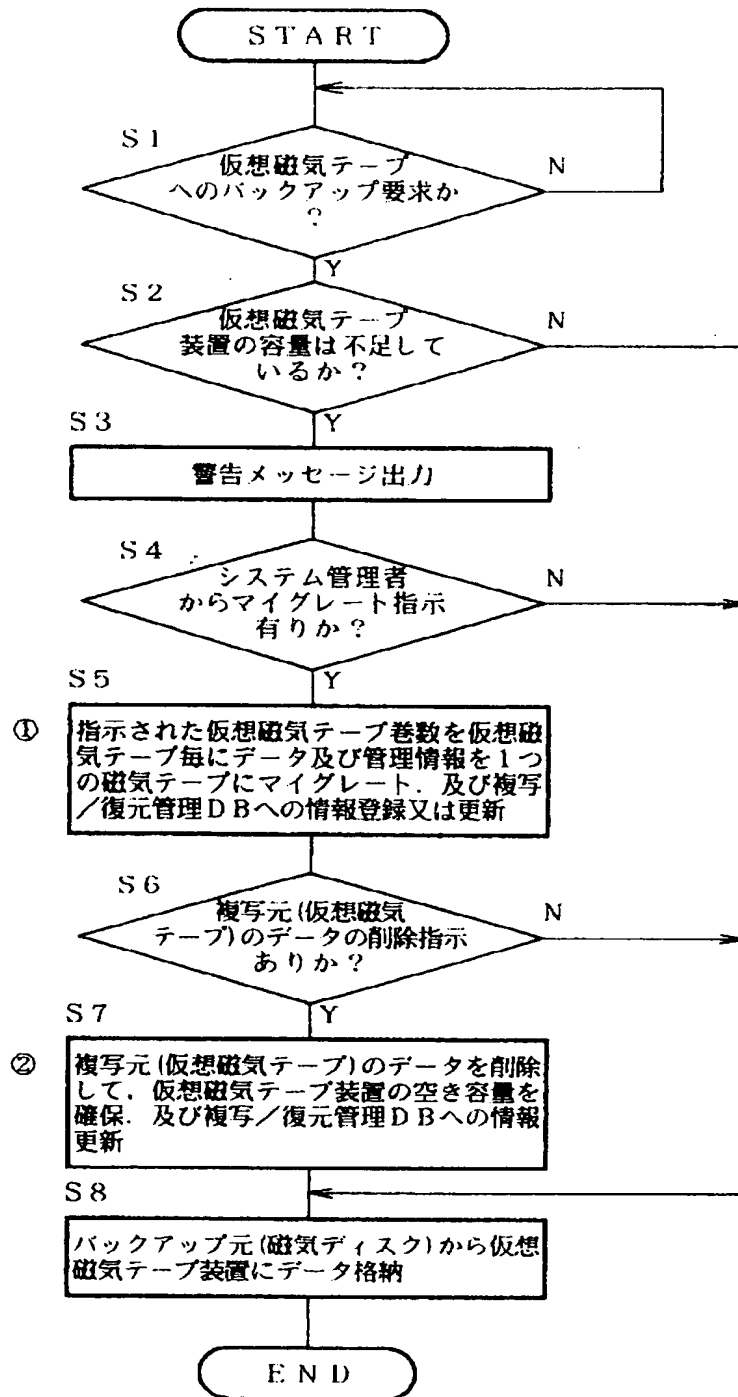 START
S1
仮想磁気テープ
へのバックアップ要求か
?
N
Y
S2
仮想磁気テープ
装置の容量は不足して
いるか?
N
Y
S3
警告メッセージ出力
S4
システム管理者
からマイグレート指示
有りか?
N
Y
S5
①
指示された仮想磁気テープ巻数を仮想磁
気テープ毎にデータ及び管理情報を1つ
の磁気テープにマイグレート.及び複写
/復元管理DBへの情報登録又は更新
S6
複写元(仮想磁気
テープ)のデータの削除指示
ありか?
N
Y
S7
②
複写元(仮想磁気テープ)のデータを削除
して,仮想磁気テープ装置の空き容量を
確保.及び複写/復元管理DBへの情報
更新
S8
バックアップ元(磁気ディスク)から仮想
磁気テープ装置にデータ格納
END